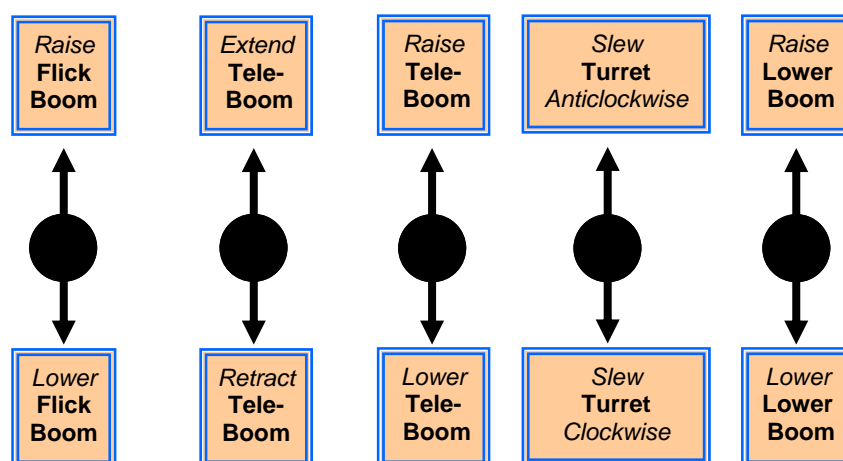 Raise
Flick
Boom
Extend
Tele-
Boom
Raise
Tele-
Boom
Slew
Turret
Anticlockwise
Raise
Lower
Boom
Lower
Flick
Boom
Retract
Tele-
Boom
Lower
Tele-
Boom
Slew
Turret
Clockwise
Lower
Lower
Boom